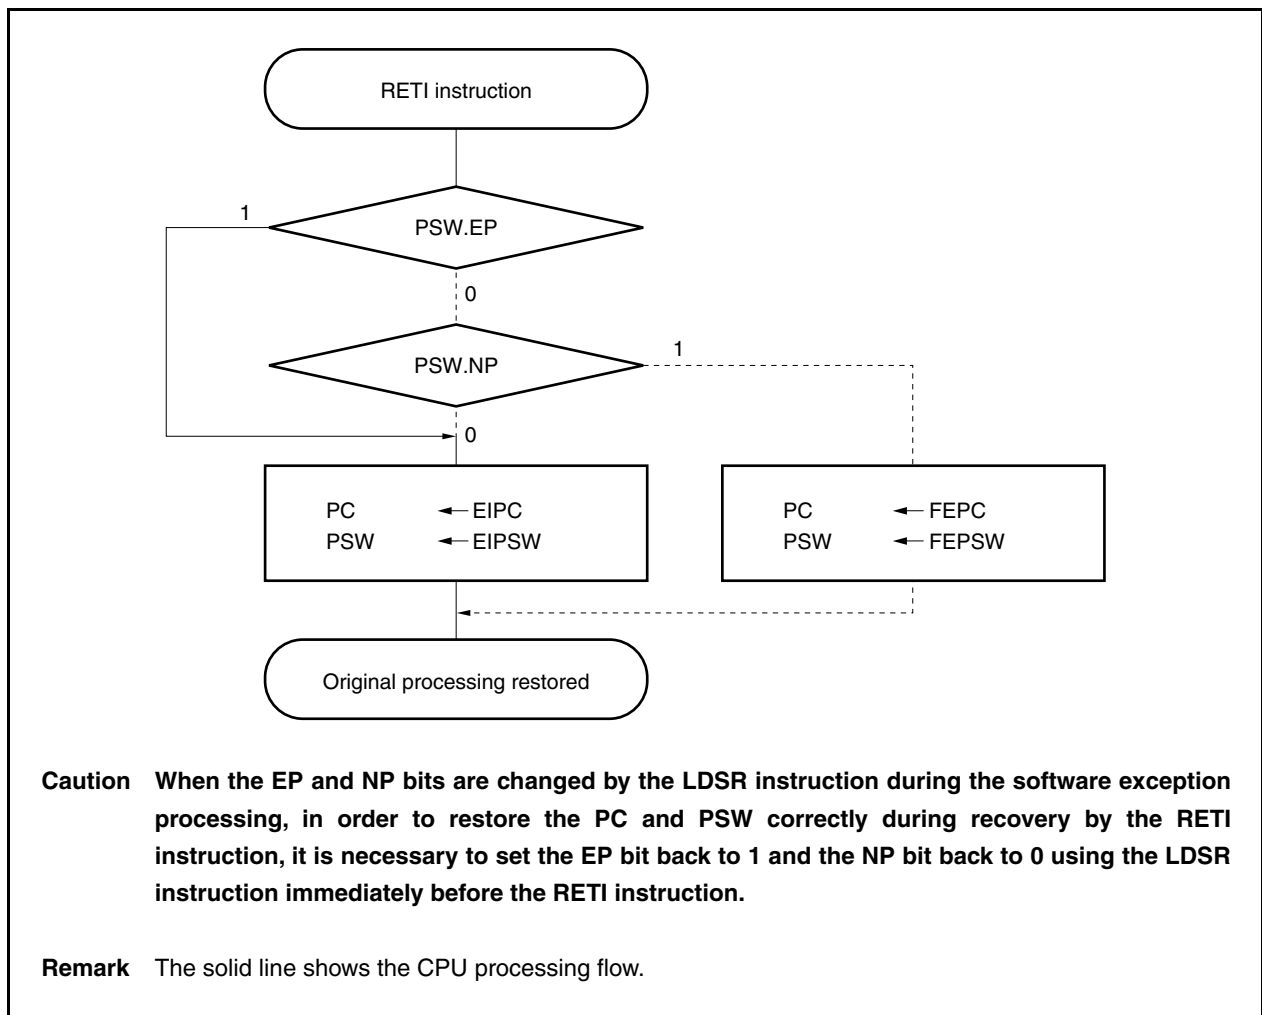 RETI instruction
1
PSW.EP
0
1
PSW.NP
0
PC ← EIPC
PSW ← EIPSW
PC ← FEPC
PSW ← FEPSW
Original processing restored
Caution When the EP and NP bits are changed by the LDSR instruction during the software exception
processing, in order to restore the PC and PSW correctly during recovery by the RETI
instruction, it is necessary to set the EP bit back to 1 and the NP bit back to 0 using the LDSR
instruction immediately before the RETI instruction.
Remark The solid line shows the CPU processing flow.